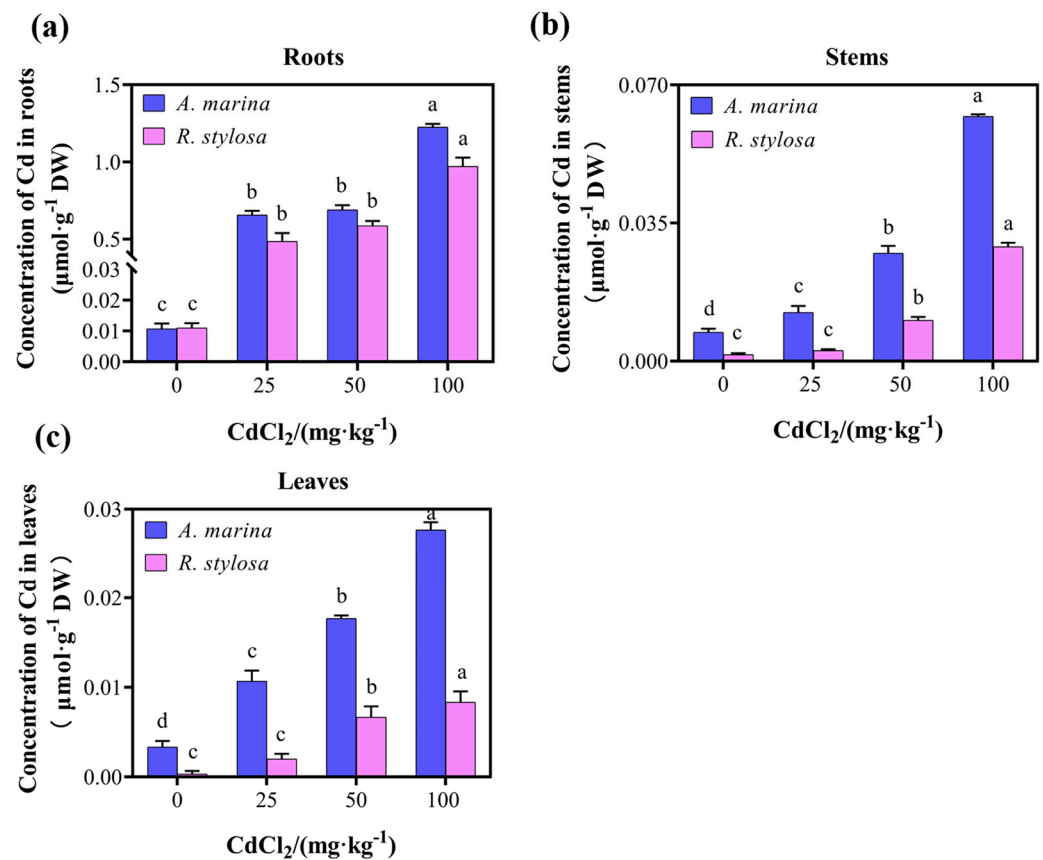 (a)
Roots
Concentration of Cd in roots
(μmol·g-1 DW)
1.5
1.0
0.5
0.03
0.02
0.01
0.00
A. marina
R. stylosa
c c b b b b a a
0 25 50 100
CdCl2/(mg·kg-1)
(b)
Stems
Concentration of Cd in stems
(μmol·g-1 DW)
0.070
0.035
0.000
A. marina
R. stylosa
d c c c b b a a
0 25 50 100
CdCl2/(mg·kg-1)
(c)
Leaves
Concentration of Cd in leaves
( μmol·g-1 DW)
0.03
0.02
0.01
0.00
A. marina
R. stylosa
d c c c b b a a
0 25 50 100
CdCl2/(mg·kg-1)